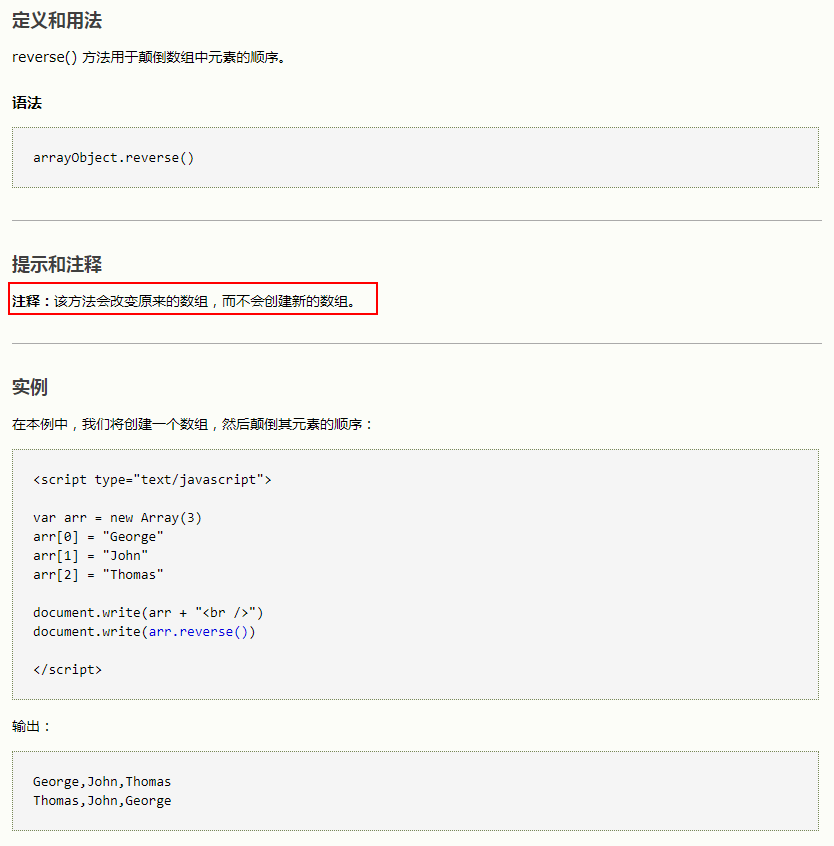 定义和用法
reverse() 方法用于颠倒数组中元素的顺序。
语法
arrayObject.reverse()
提示和注释
注释：该方法会改变原来的数组，而不会创建新的数组。
实例
在本例中，我们将创建一个数组，然后颠倒其元素的顺序：
<script type="text/javascript">
var arr = new Array(3)
arr[0] = "George"
arr[1] = "John"
arr[2] = "Thomas"
document.write(arr + "<br />")
document.write(arr.reverse())
</script>
输出：
George,John,Thomas
Thomas,John,George